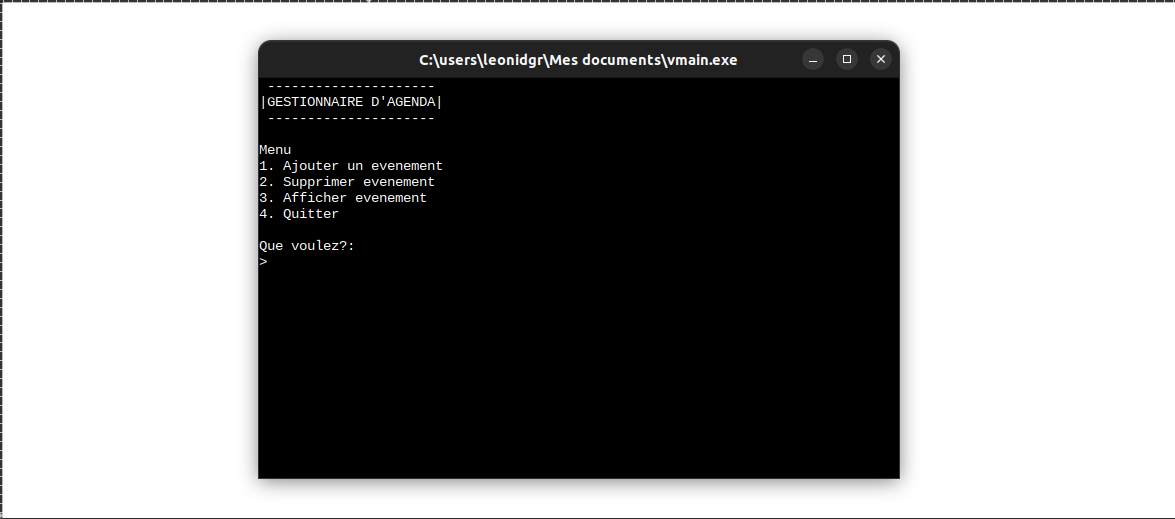 C:\users\leonidgr\Mes documents\vmain.exe
---------------------
|GESTIONNAIRE D'AGENDA|
---------------------
Menu
1. Ajouter un evenement
2. Supprimer evenement
3. Afficher evenement
4. Quitter
Que voulez?:
>